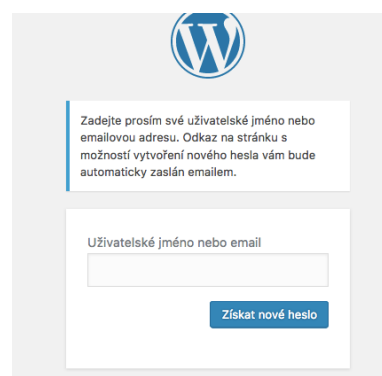 Zadejte prosím své uživatelské jméno nebo
emailovou adresu. Odkaz na stránku s
možností vytvoření nového hesla vám bude
automaticky zaslán emailem.
Uživatelské jméno nebo email
Získat nové heslo